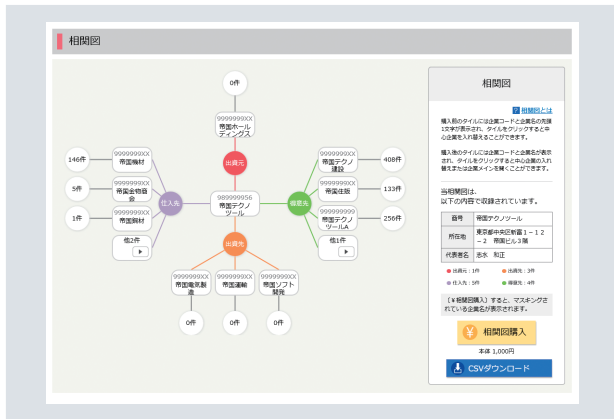 相関図
0件
9999999XX
帝国ホール
ディングス
出資元
146件
9999999XX
帝国機材
5件
9999999XX
帝国金物商
会
1件
9999999XX
帝国鋼材
他2件
仕入先
989999956
帝国テクノ
ツール
得意先
9999999XX
帝国テクノ
建設
408件
9999999XX
帝国住販
133件
999999999
帝国テクノ
ツールA
256件
他1件
出資先
9999999XX
帝国電気製
造
9999999XX
帝国運輸
9999999XX
帝国ソフト
開発
0件
0件
0件
相関図
? 相関図とは
購入前のタイルには企業コードと企業名の先頭
1文字が表示され、タイルをクリックすると中
心企業を入れ替えることができます。
購入後のタイルには企業コードと企業名が表示
され、タイルをクリックすると中心企業の入れ
替えまたは企業メインを開くことができます。
当相関図は、
以下の内容で収録されています。
商号 帝国テクノツール
所在地 東京都中央区新富1-12
-2 帝国ビル3階
代表者名 志水 和正
出資元:1件 出資先:3件
仕入先:5件 得意先:4件
(¥相関図購入)すると、マスキングさ
れている企業名が表示されます。
¥ 相関図購入
本体 1,000円
CSVダウンロード